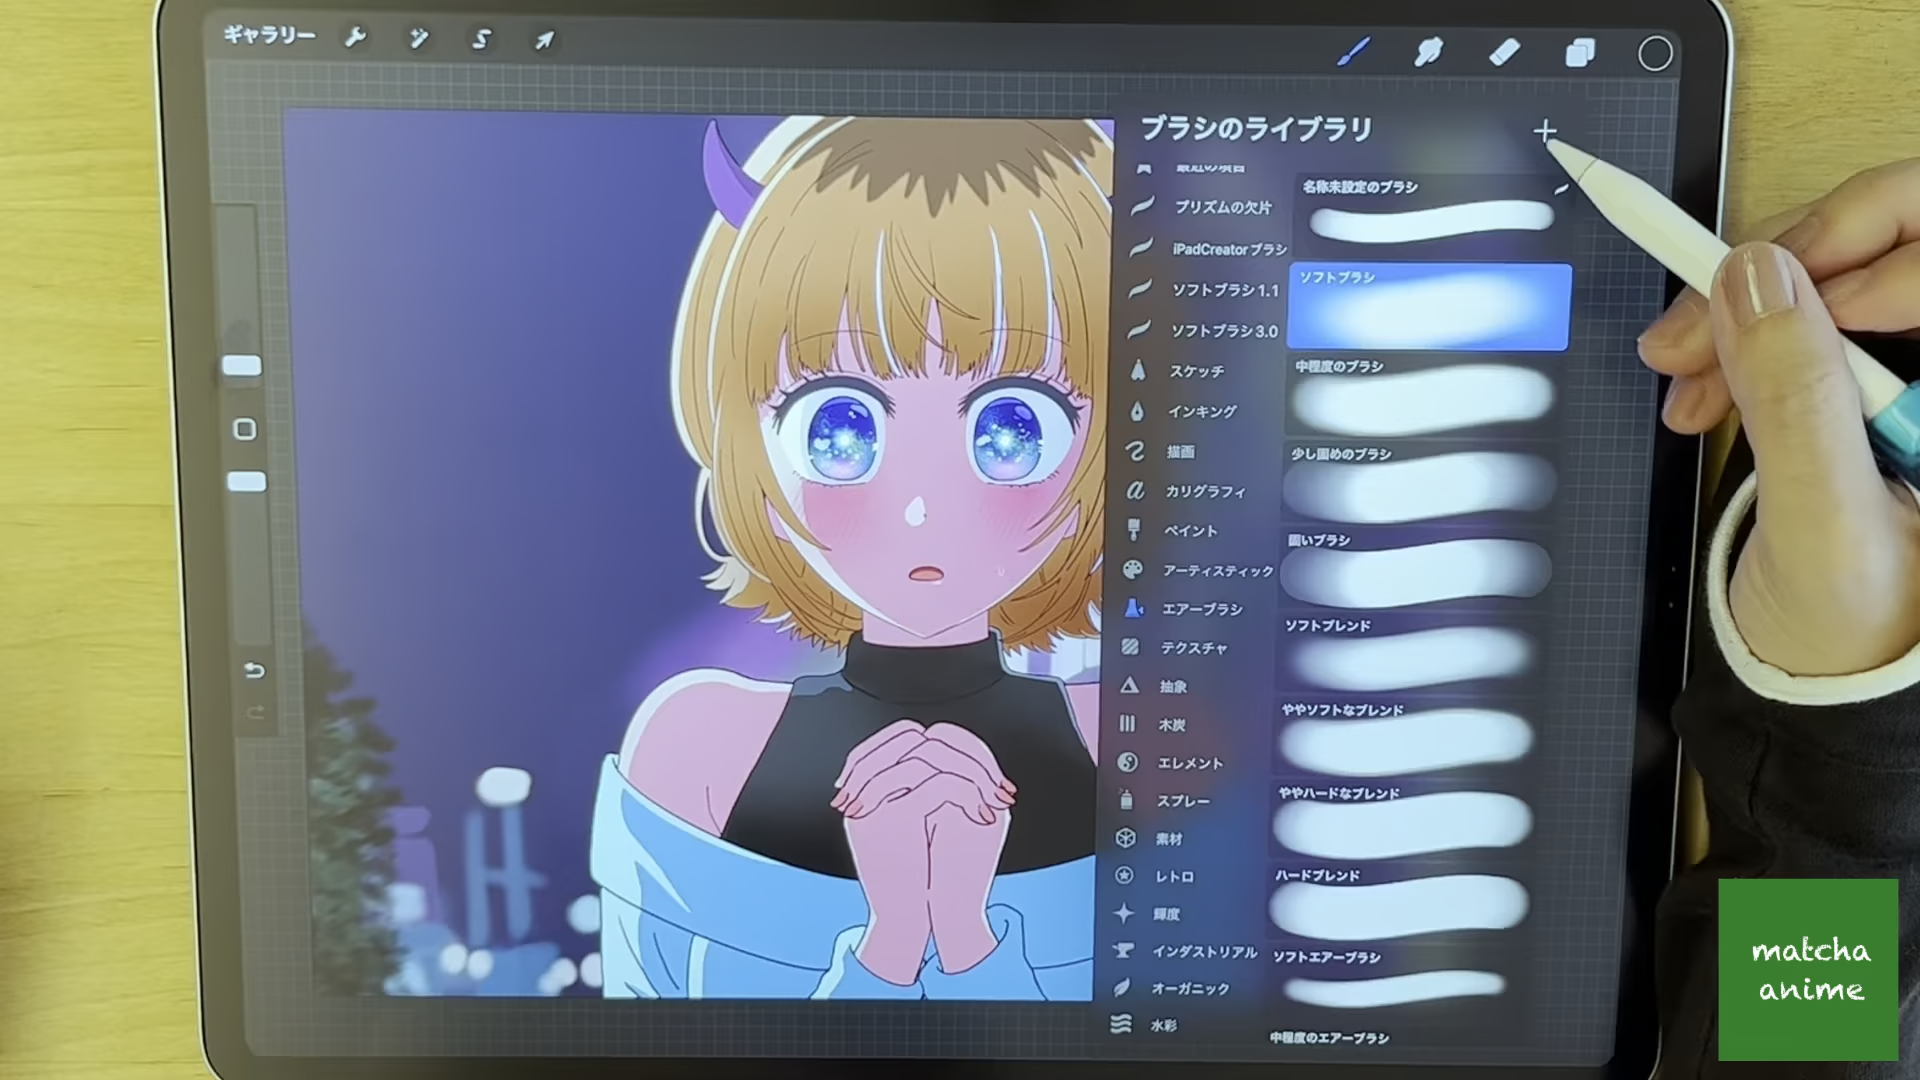 ギャラリー
ブラシのライブラリ
最近の項目
プリズムの欠片
iPadCreatorブラシ
ソフトブラシ1.1
ソフトブラシ3.0
スケッチ
インキング
描画
カリグラフィ
ペイント
アーティスティック
エアーブラシ
テクスチャ
抽象
木炭
エレメント
スプレー
素材
レトロ
輝度
インダストリアル
オーガニック
水彩
名称未設定のブラシ
ソフトブラシ
中程度のブラシ
少し固めのブラシ
固いブラシ
ソフトブレンド
ややソフトなブレンド
ややハードなブレンド
ハードブレンド
ソフトエアーブラシ
中程度のエアーブラシ
matcha
anime